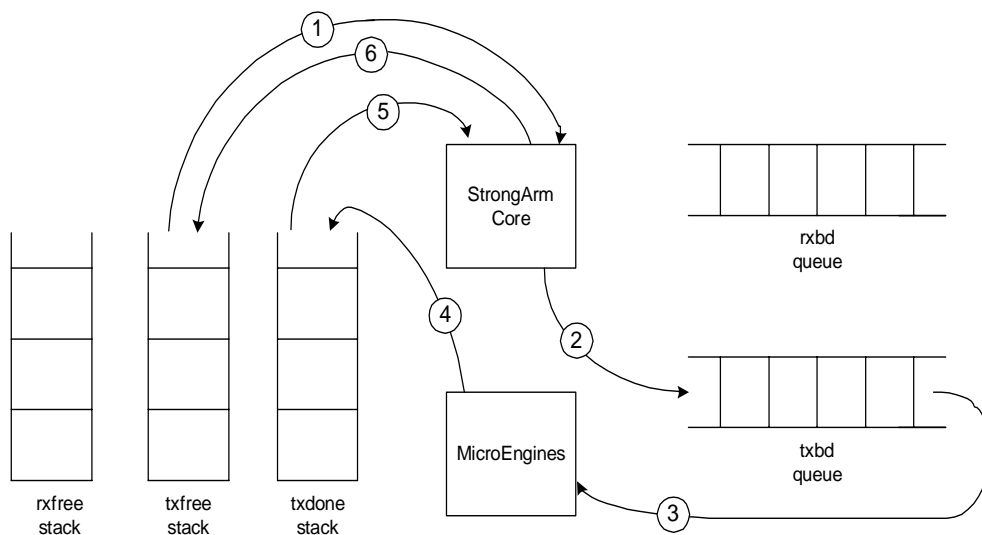 1
6
5
StrongArm
Core
rxbd
queue
4
2
MicroEngines
txbd
queue
rxfree
stack
txfree
stack
txdone
stack
3